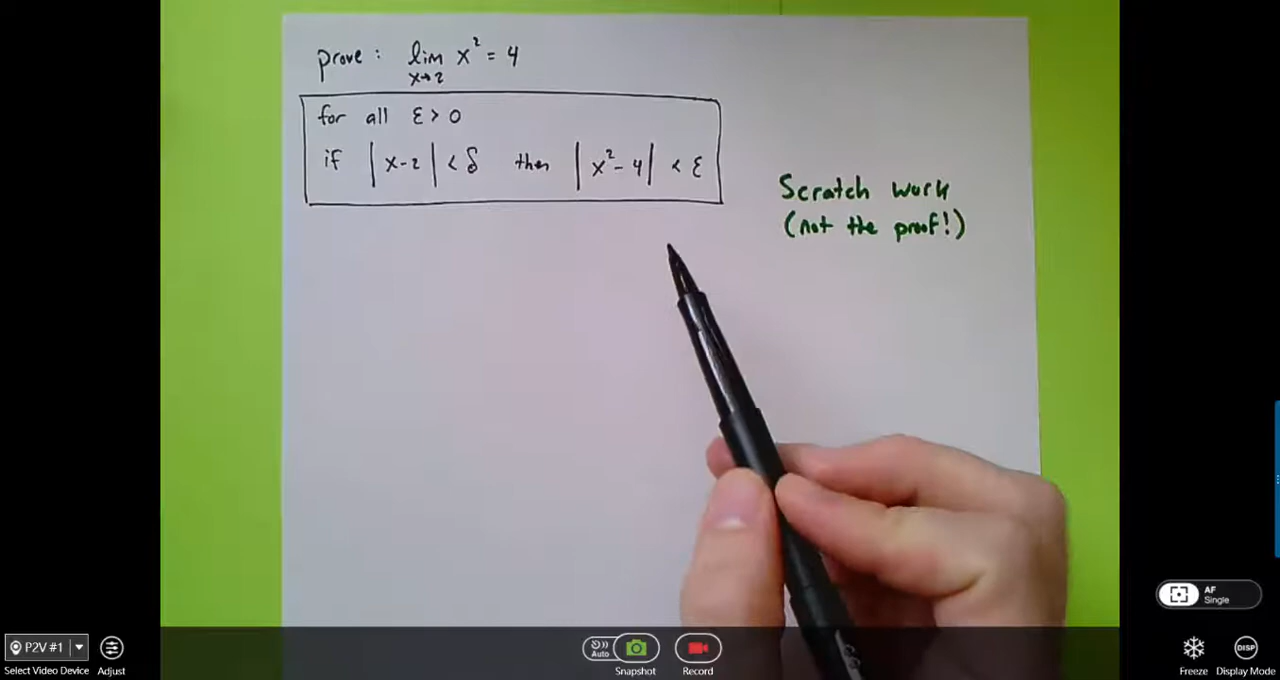 prove: lim x² = 4
x→2
for all ε > 0
if |x-2| < δ then |x²-4| < ε
Scratch work
(not the proof!)
AF
Single
P2V #1
Auto
Select Video Device
Adjust
Snapshot
Record
Freeze
DISP
Display Mode